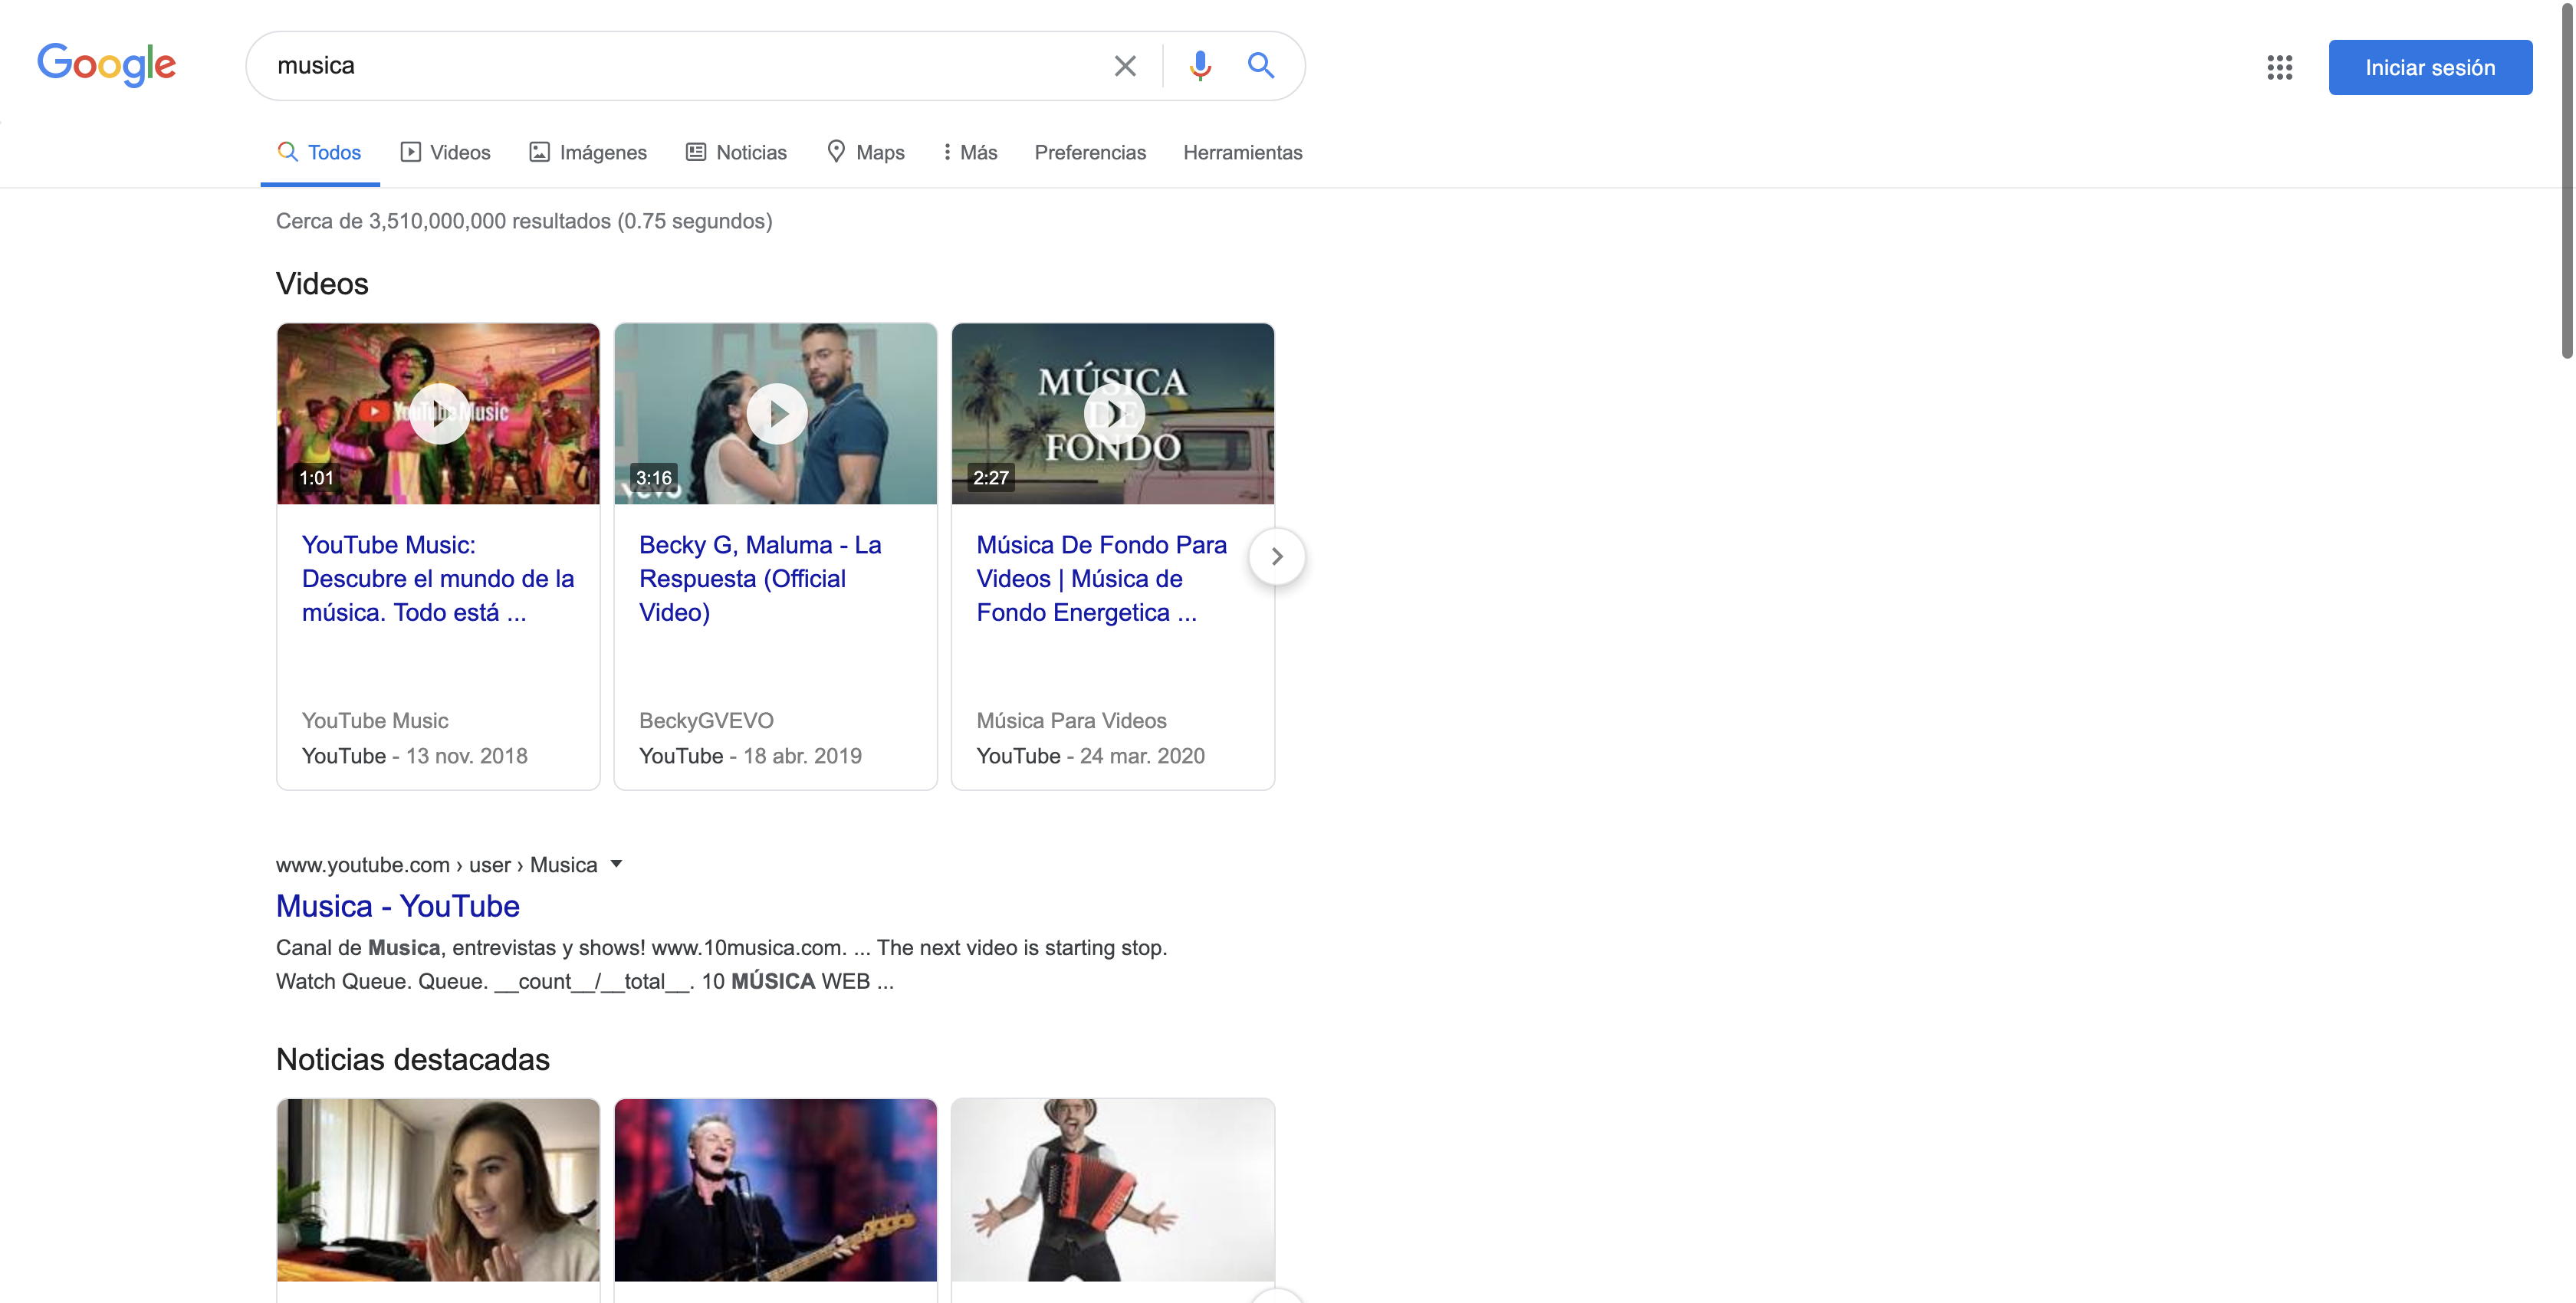 Google
musica
Iniciar sesión
Todos
Videos
Imágenes
Noticias
Maps
Más
Preferencias
Herramientas
Cerca de 3,510,000,000 resultados (0.75 segundos)
Videos
YouTube Music
1:01
YouTube Music:
Descubre el mundo de la
música. Todo está ...
YouTube Music
YouTube - 13 nov. 2018
vevo
3:16
Becky G, Maluma - La
Respuesta (Official
Video)
BeckyGVEVO
YouTube - 18 abr. 2019
MÚSICA
DE
FONDO
2:27
Música De Fondo Para
Videos | Música de
Fondo Energetica ...
Música Para Videos
YouTube - 24 mar. 2020
www.youtube.com › user › Musica
Musica - YouTube
Canal de Musica, entrevistas y shows! www.10musica.com. ... The next video is starting stop.
Watch Queue. Queue. __count__/__total__. 10 MÚSICA WEB ...
Noticias destacadas